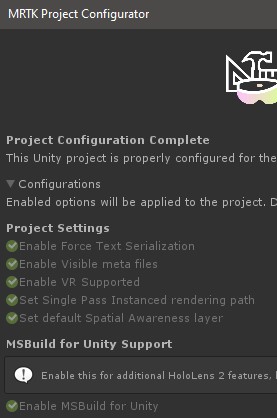 MRTK Project Configurator
Project Configuration Complete
This Unity project is properly configured for the
Configurations
Enabled options will be applied to the project. D
Project Settings
Enable Force Text Serialization
Enable Visible meta files
Enable VR Supported
Set Single Pass Instanced rendering path
Set default Spatial Awareness layer
MSBuild for Unity Support
Enable this for additional HoloLens 2 features,
Enable MSBuild for Unity